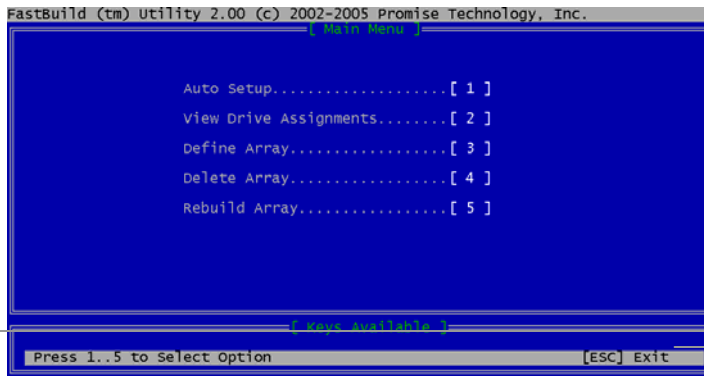 FastBuild (tm) Utility 2.00 (c) 2002-2005 Promise Technology, Inc.
[ Main Menu ]
Auto Setup....................[ 1 ]
View Drive Assignments........[ 2 ]
Define Array..................[ 3 ]
Delete Array..................[ 4 ]
Rebuild Array.................[ 5 ]
[ Keys Available ]
Press 1..5 to Select Option [ESC] Exit